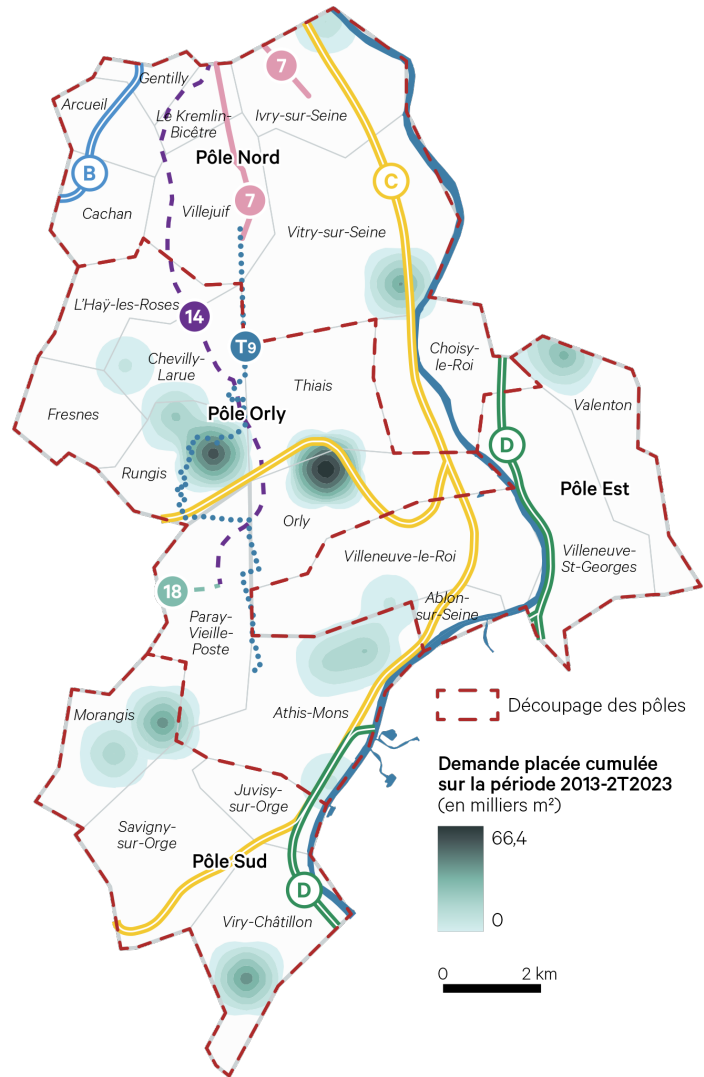 7
Gentilly
Arcueil
Le Kremlin-
Bicêtre
Ivry-sur-Seine
Pôle Nord
B
C
7
Cachan
Villejuif
Vitry-sur-Seine
L'Haÿ-les-Roses
14
T9
Choisy-
le-Roi
Chevilly-
Larue
Thiais
Fresnes
Pôle Orly
Valenton
D
Rungis
Pôle Est
Orly
Villeneuve-le-Roi
Villeneuve-
St-Georges
18
Ablon-
sur-Seine
Paray-
Vieille-
Poste
Morangis
Athis-Mons
Découpage des pôles
Demande placée cumulée
sur la période 2013-2T2023
(en milliers m²)
66,4
0
Juvisy-
sur-Orge
Savigny-
sur-Orge
Pôle Sud
D
Viry-Châtillon
0 2 km